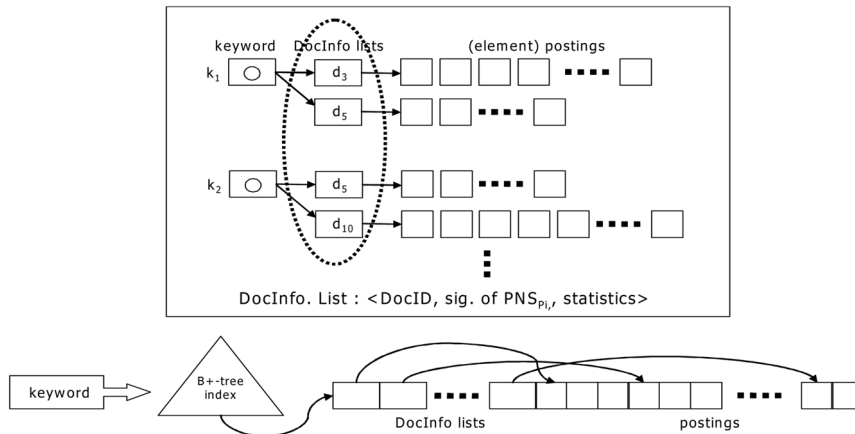 keyword DocInfo lists (element) postings
k1 d3
d5
k2 d5
d10
DocInfo. List : <DocID, sig. of PNSPi,, statistics>
keyword
B+-tree
index
DocInfo lists postings